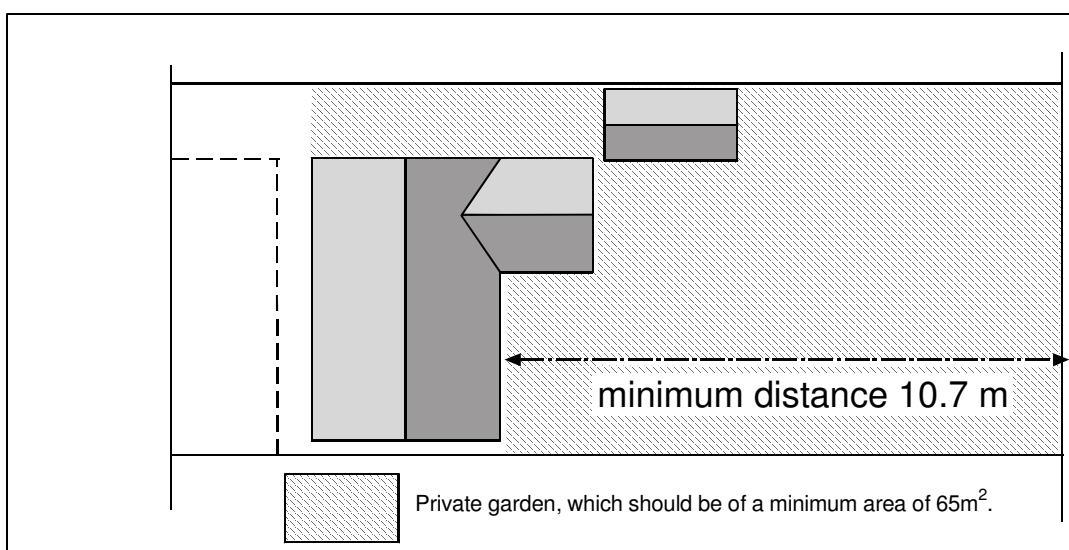 minimum distance 10.7 m
Private garden, which should be of a minimum area of 65m².